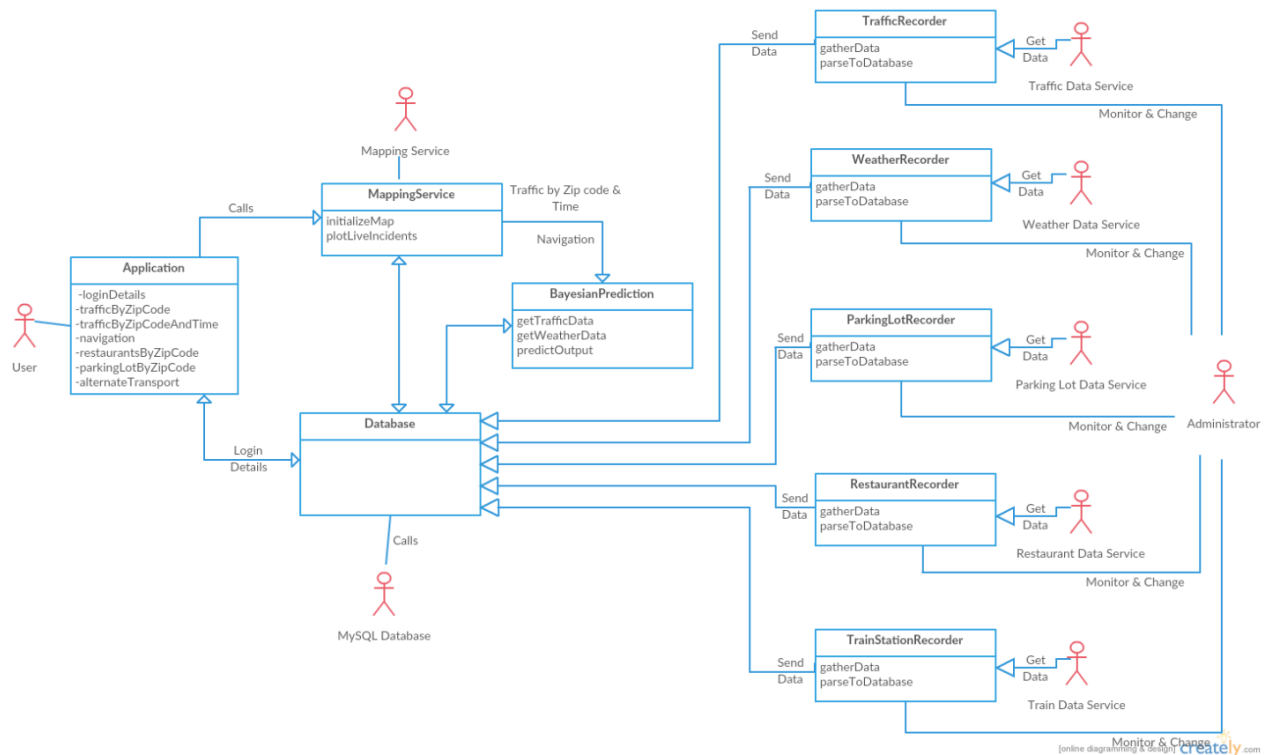 TrafficRecorder
gatherData
parseToDatabase
Send
Data
Get
Data
Traffic Data Service
Monitor & Change
Mapping Service
WeatherRecorder
gatherData
parseToDatabase
Send
Data
Get
Data
Weather Data Service
Monitor & Change
MappingService
initializeMap
plotLiveIncidents
Traffic by Zip code &
Time
Navigation
Calls
Application
-loginDetails
-trafficByZipCode
-trafficByZipCodeAndTime
-navigation
-restaurantsByZipCode
-parkingLotByZipCode
-alternateTransport
User
BayesianPrediction
getTrafficData
getWeatherData
predictOutput
ParkingLotRecorder
gatherData
parseToDatabase
Send
Data
Get
Data
Parking Lot Data Service
Monitor & Change
Administrator
Database
Login
Details
Calls
MySQL Database
RestaurantRecorder
gatherData
parseToDatabase
Send
Data
Get
Data
Restaurant Data Service
Monitor & Change
TrainStationRecorder
gatherData
parseToDatabase
Send
Data
Get
Data
Train Data Service
Monitor & Change
[online diagramming & design] creately.com